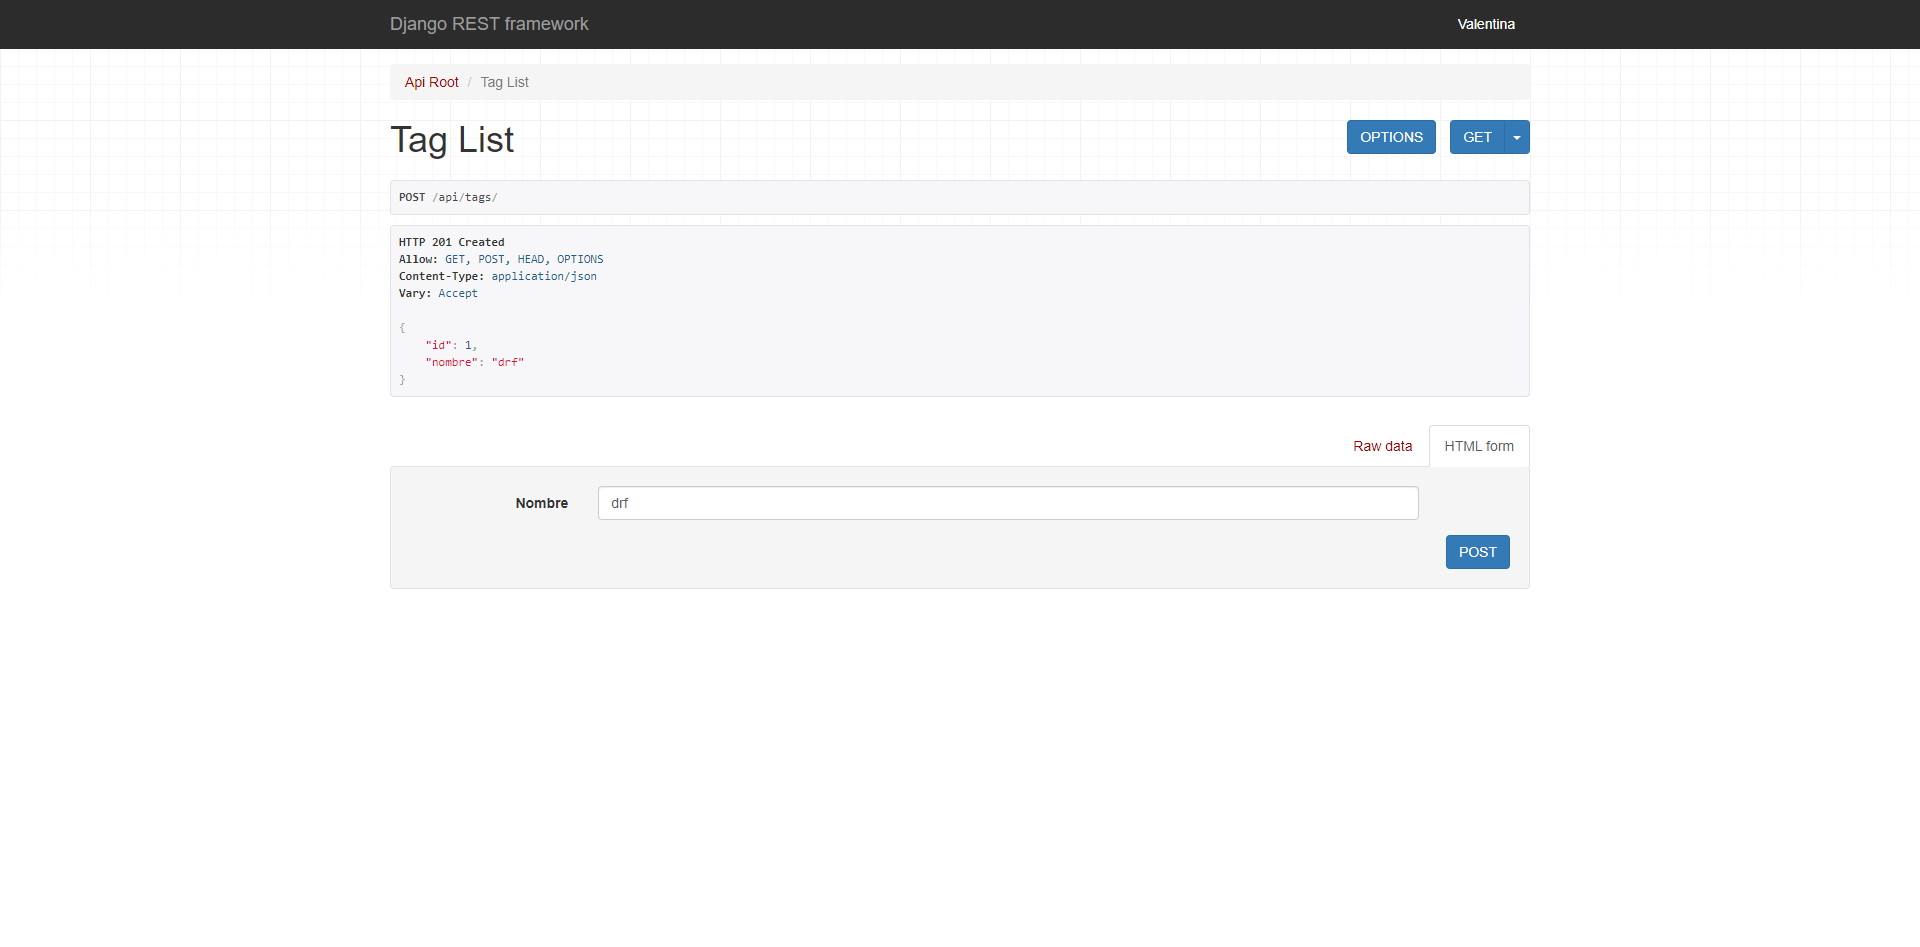 Django REST framework
Valentina
Api Root / Tag List
Tag List
OPTIONS
GET
POST /api/tags/
HTTP 201 Created
Allow: GET, POST, HEAD, OPTIONS
Content-Type: application/json
Vary: Accept
{
    "id": 1,
    "nombre": "drf"
}
Raw data
HTML form
Nombre
drf
POST